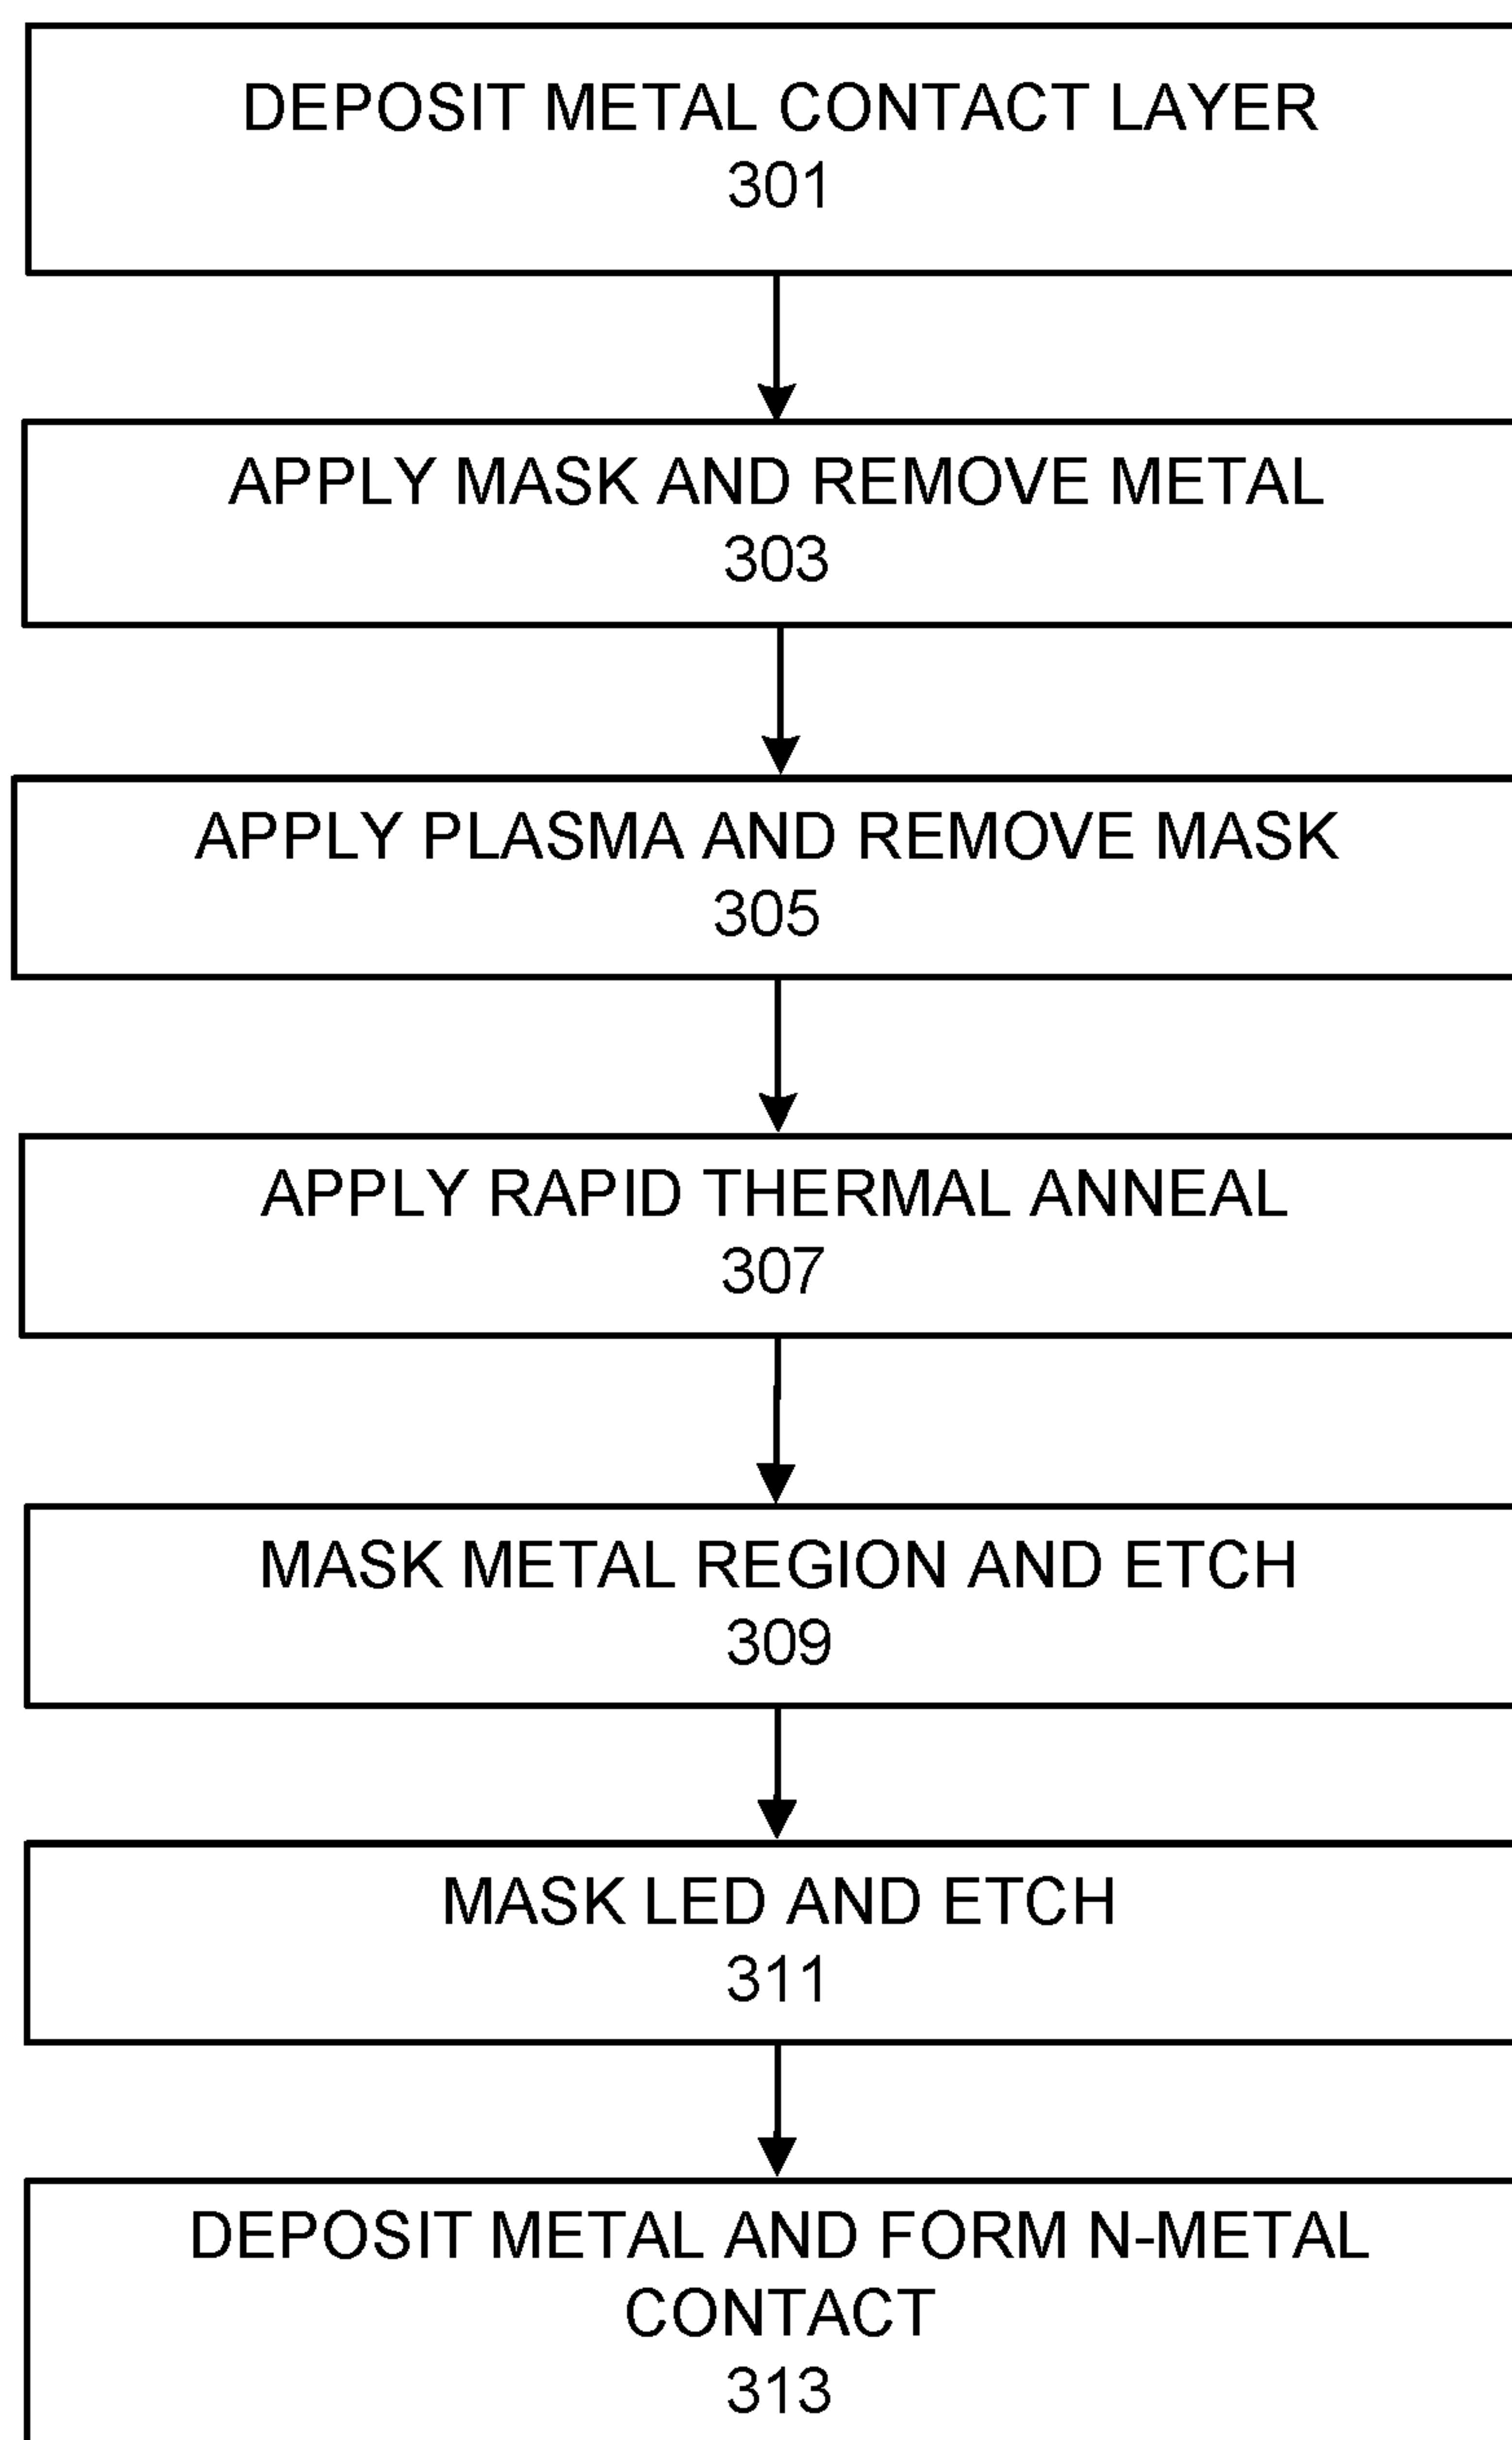 DEPOSIT METAL CONTACT LAYER
301
APPLY MASK AND REMOVE METAL
303
APPLY PLASMA AND REMOVE MASK
305
APPLY RAPID THERMAL ANNEAL
307
MASK METAL REGION AND ETCH
309
MASK LED AND ETCH
311
DEPOSIT METAL AND FORM N-METAL
CONTACT
313